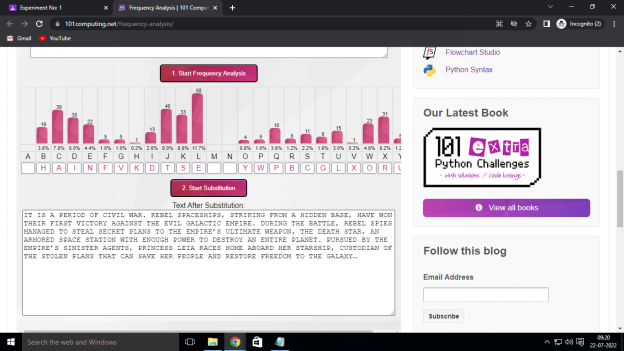 Experiment No: 1
Frequency Analysis | 101 Comput
101computing.net/frequency-analysis/
Incognito (2)
Gmail
YouTube
1. Start Frequency Analysis
19 39 30 22 5 5 1 13 40 33 58 4 5 18 9 11 15 1 23 31
3.8% 7.8% 6.0% 4.4% 1.0% 1.0% 0.2% 2.6% 8.0% 6.6% 11.7% 0.8% 1.0% 3.6% 2.2% 3.0% 0.2% 4.6% 6.2%
A B C D E F G H I J K L M N O P Q R S T U V W X Y
H A I N F V K D T S E Y W P B C G L X O R
2. Start Substitution
Text After Substitution:
IT IS A PERIOD OF CIVIL WAR. REBEL SPACESHIPS, STRIKING FROM A HIDDEN BASE, HAVE WON
THEIR FIRST VICTORY AGAINST THE EVIL GALACTIC EMPIRE. DURING THE BATTLE, REBEL SPIES
MANAGED TO STEAL SECRET PLANS TO THE EMPIRE'S ULTIMATE WEAPON, THE DEATH STAR, AN
ARMORED SPACE STATION WITH ENOUGH POWER TO DESTROY AN ENTIRE PLANET. PURSUED BY THE
EMPIRE'S SINISTER AGENTS, PRINCESS LEIA RACES HOME ABOARD HER STARSHIP, CUSTODIAN OF
THE STOLEN PLANS THAT CAN SAVE HER PEOPLE AND RESTORE FREEDOM TO THE GALAXY…
Flowchart Studio
Python Syntax
Our Latest Book
101 extra
Python Challenges
- with solutions / code listings -
View all books
Follow this blog
Email Address
Subscribe
Search the web and Windows
09:20
22-07-2022